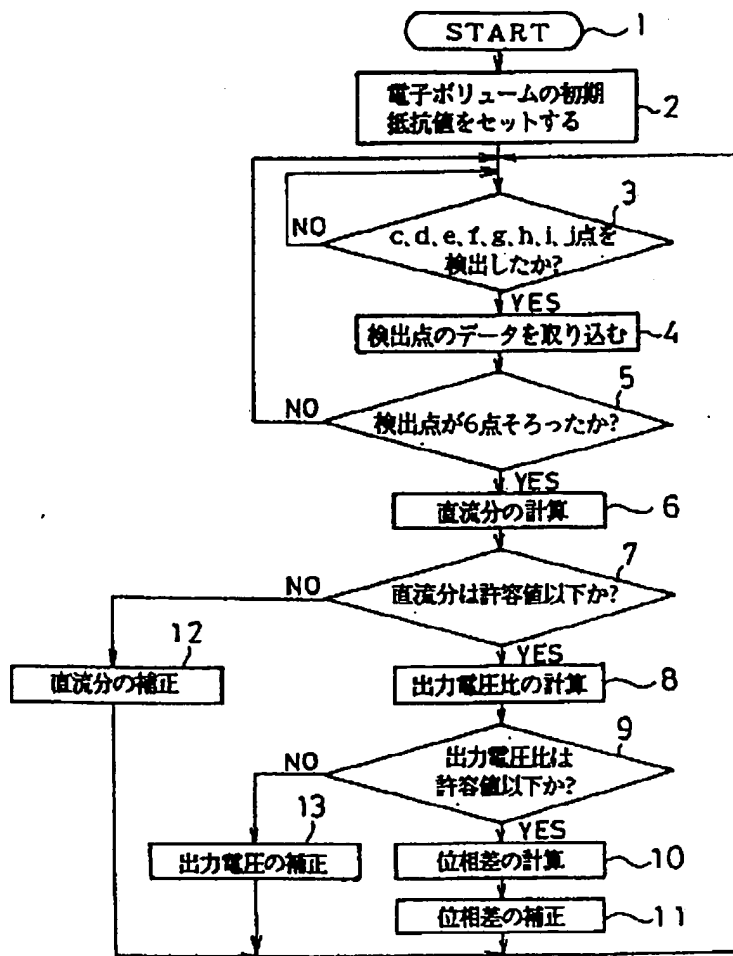 START
1
電子ボリュームの初期
抵抗値をセットする
2
3
NO
c、d、e、f、g、h、i、j点を
検出したか?
YES
検出点のデータを取り込む
4
5
NO
検出点が6点そろったか?
YES
直流分の計算
6
7
NO
直流分は許容値以下か?
YES
12
直流分の補正
出力電圧比の計算
8
9
NO
出力電圧比は
許容値以下か?
YES
13
出力電圧の補正
位相差の計算
10
位相差の補正
11